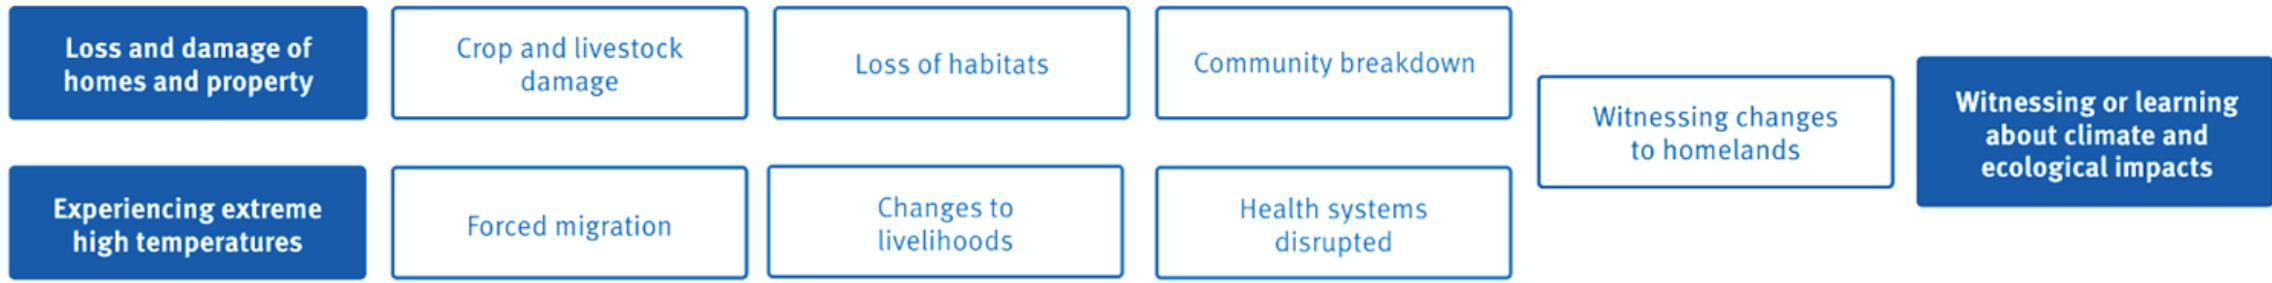 Loss and damage of
homes and property
Crop and livestock
damage
Loss of habitats
Community breakdown
Witnessing changes
to homelands
Witnessing or learning
about climate and
ecological impacts
Experiencing extreme
high temperatures
Forced migration
Changes to
livelihoods
Health systems
disrupted